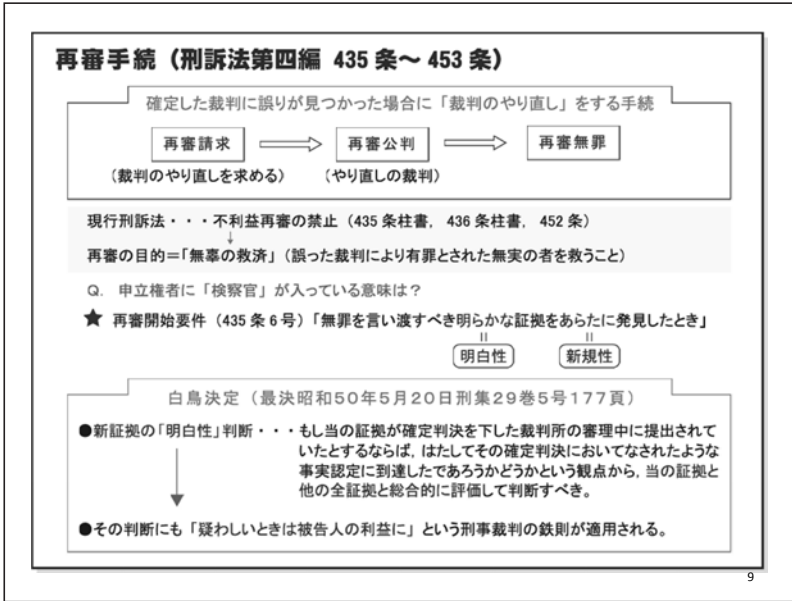 再審手続（刑訴法第四編 435 条～ 453 条）
確定した裁判に誤りが見つかった場合に「裁判のやり直し」をする手続
再審請求
再審公判
再審無罪
（裁判のやり直しを求める）
（やり直しの裁判）
現行刑訴法・・・不利益再審の禁止（435 条柱書，436 条柱書，452 条）
↓
再審の目的＝「無辜の救済」（誤った裁判により有罪とされた無実の者を救うこと）
Q. 申立権者に「検察官」が入っている意味は？
★ 再審開始要件（435 条 6 号）「無罪を言い渡すべき明らかな証拠をあらたに発見したとき」
＝ ＝
明白性 新規性
白鳥決定（最決昭和50年5月20日刑集29巻5号177頁）
●新証拠の「明白性」判断・・・もし当の証拠が確定判決を下した裁判所の審理中に提出されて
いたとするならば，はたしてその確定判決においてなされたような
事実認定に到達したであろうかどうかという観点から，当の証拠と
他の全証拠と総合的に評価して判断すべき。
●その判断にも「疑わしいときは被告人の利益に」という刑事裁判の鉄則が適用される。
9